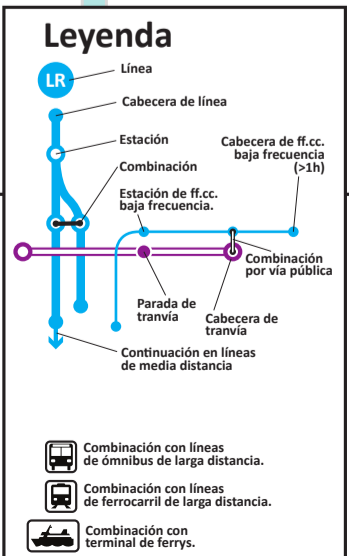 Leyenda
LR
Línea
Cabecera de línea
Estación
Combinación
Cabecera de ff.cc.
baja frecuencia
(>1h)
Estación de ff.cc.
baja frecuencia.
Combinación
por vía pública
Parada de
tranvía
Cabecera de
tranvía
Continuación en líneas
de media distancia
Combinación con líneas
de ómnibus de larga distancia.
Combinación con líneas
de ferrocarril de larga distancia.
Combinación con
terminal de ferrys.